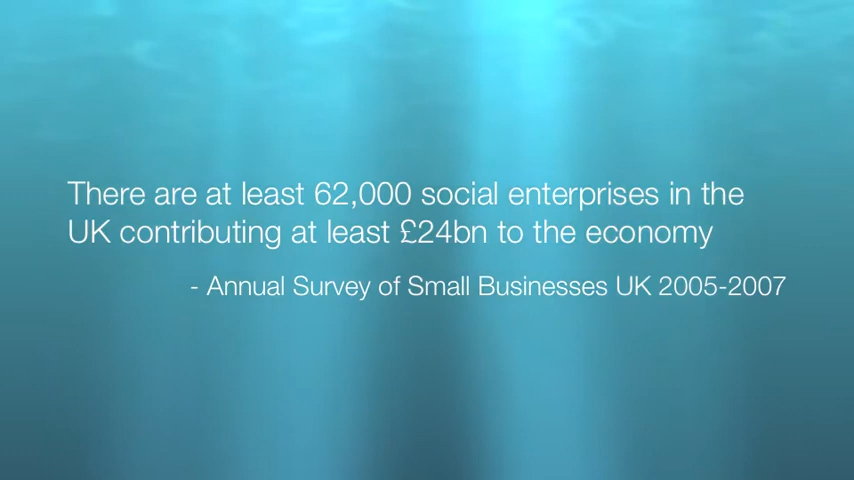 There are at least 62,000 social enterprises in the
UK contributing at least £24bn to the economy
- Annual Survey of Small Businesses UK 2005-2007